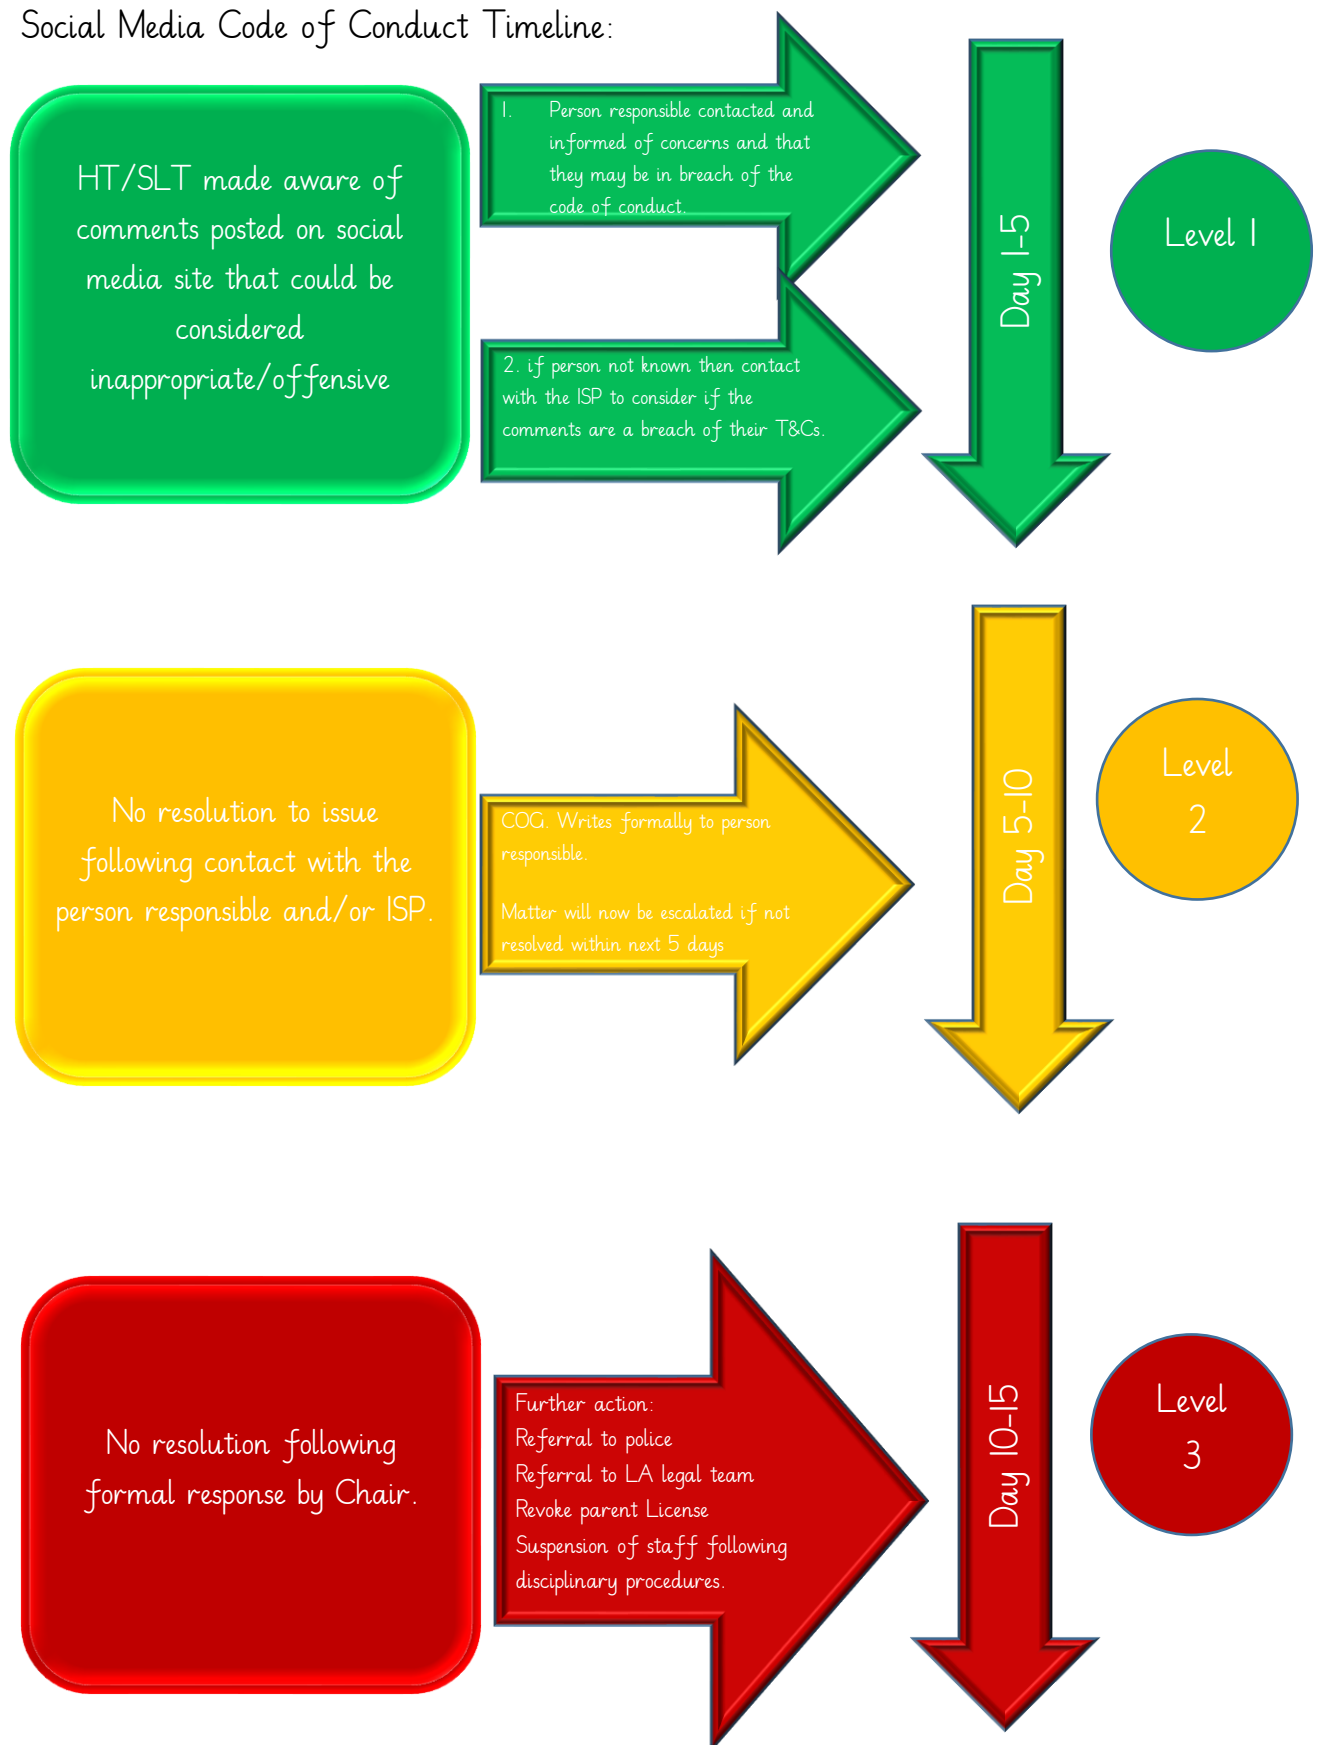 Social Media Code of Conduct Timeline:
HT/SLT made aware of
comments posted on social
media site that could be
considered
inappropriate/offensive
1. Person responsible contacted and
informed of concerns and that
they may be in breach of the
code of conduct.
2. if person not known then contact
with the ISP to consider if the
comments are a breach of their T&Cs.
Day 1-5
Level 1
No resolution to issue
following contact with the
person responsible and/or ISP.
COG. Writes formally to person
responsible.
Matter will now be escalated if not
resolved within next 5 days
Day 5-10
Level
2
No resolution following
formal response by Chair.
Further action:
Referral to police
Referral to LA legal team
Revoke parent License
Suspension of staff following
disciplinary procedures.
Day 10-15
Level
3